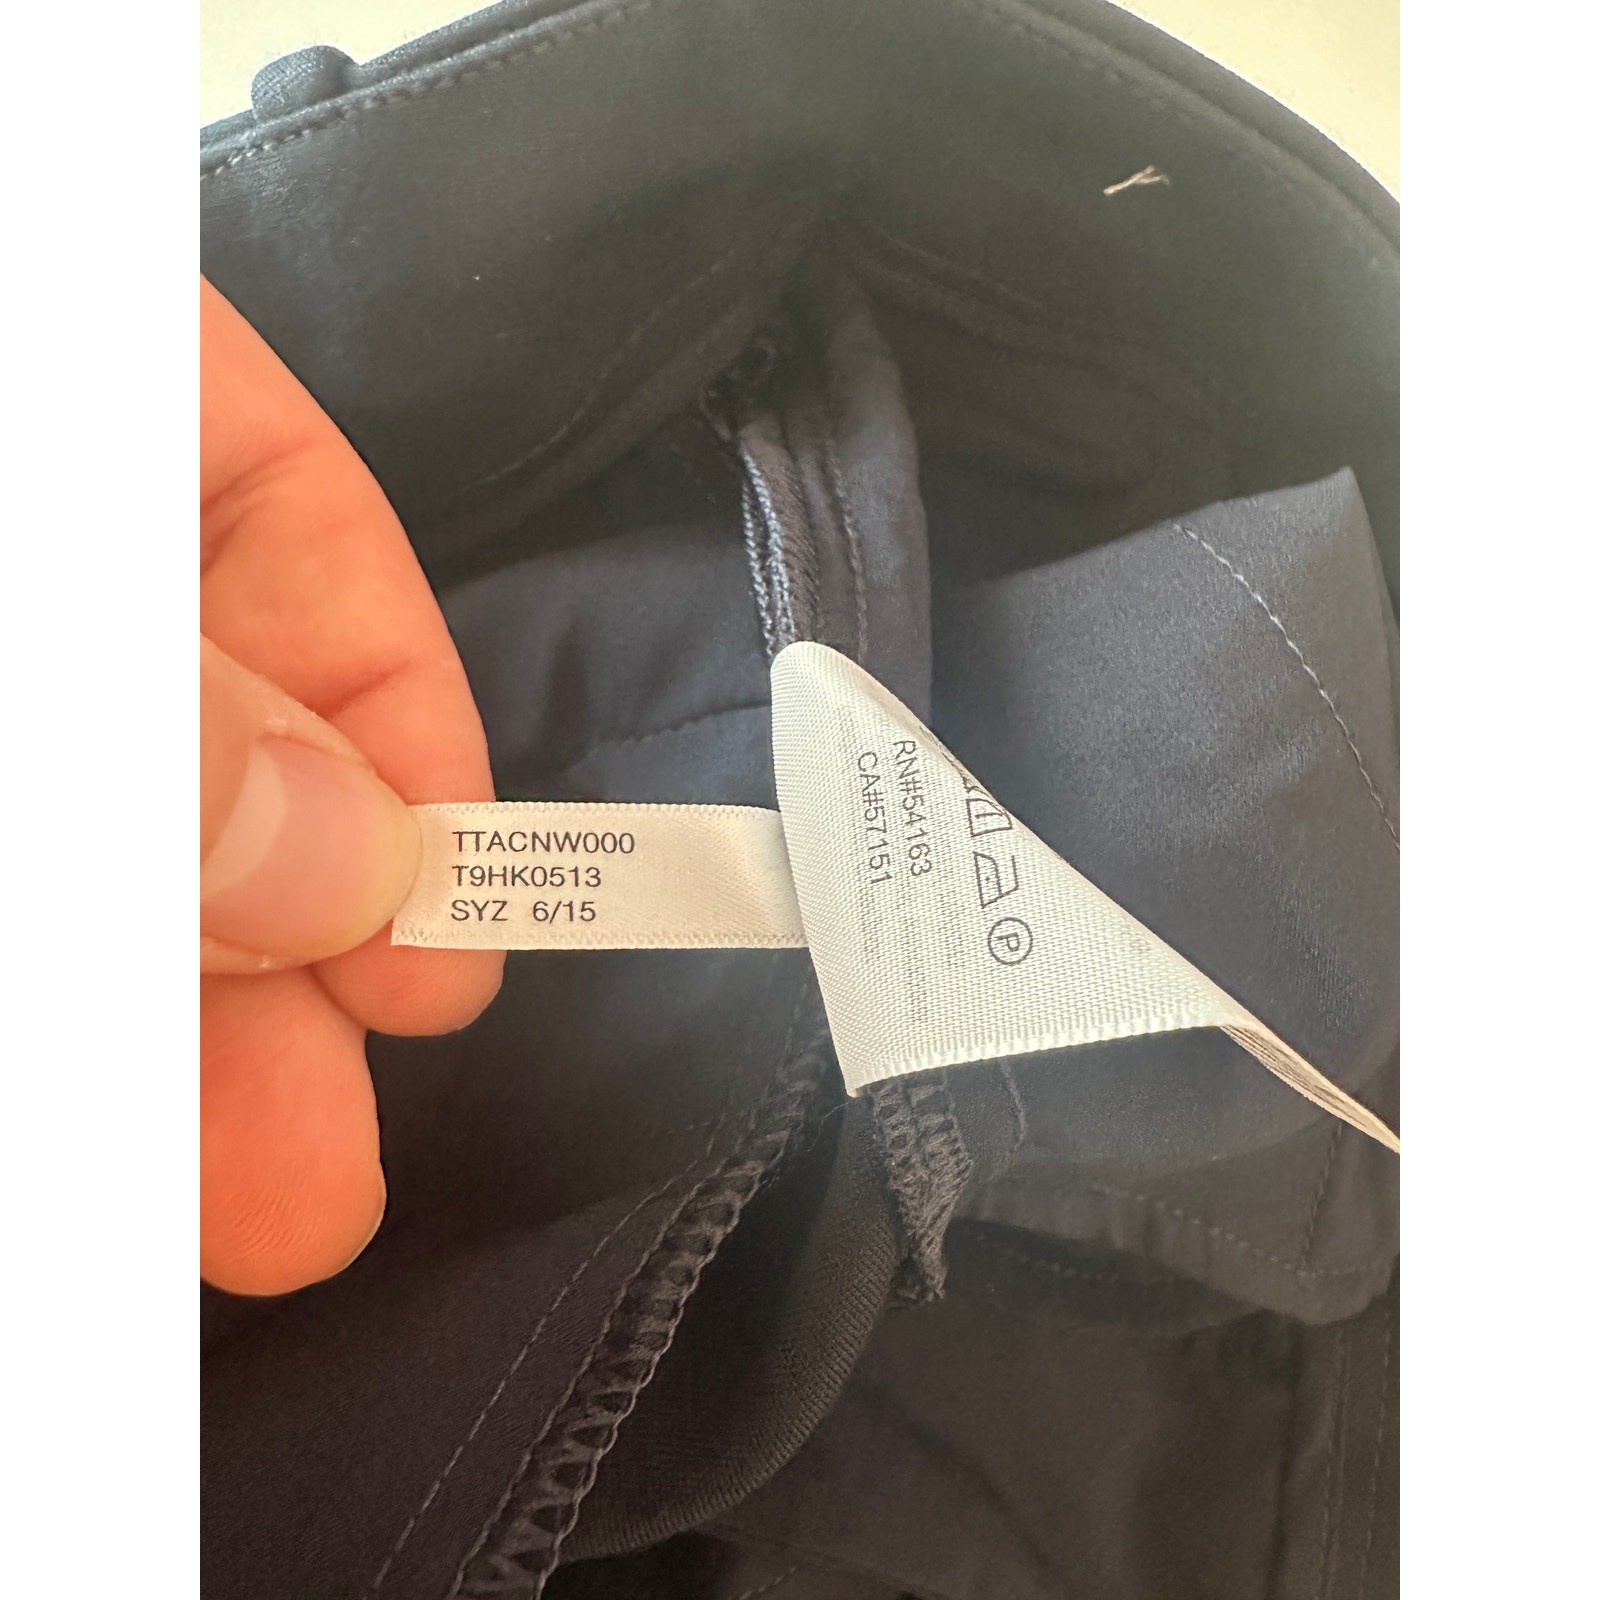 TTACNW000
T9HK0513
SYZ 6/15
RN#54163
CA#57151
P